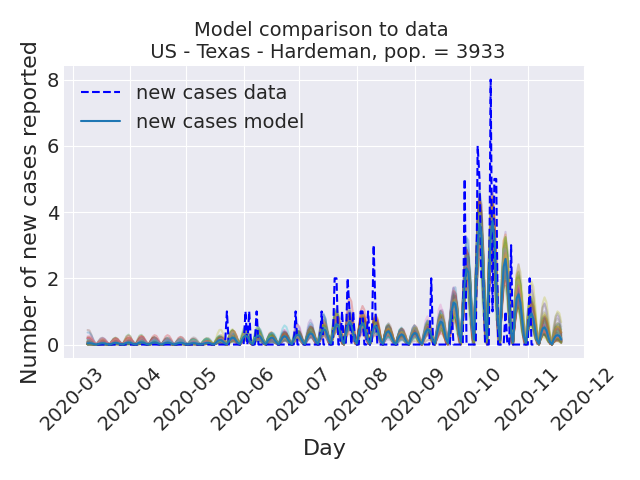 Model comparison to data
US - Texas - Hardeman, pop. = 3933
Number of new cases reported
8
6
4
2
0
new cases data
new cases model
2020-03
2020-04
2020-05
2020-06
2020-07
2020-08
2020-09
2020-10
2020-11
2020-12
Day